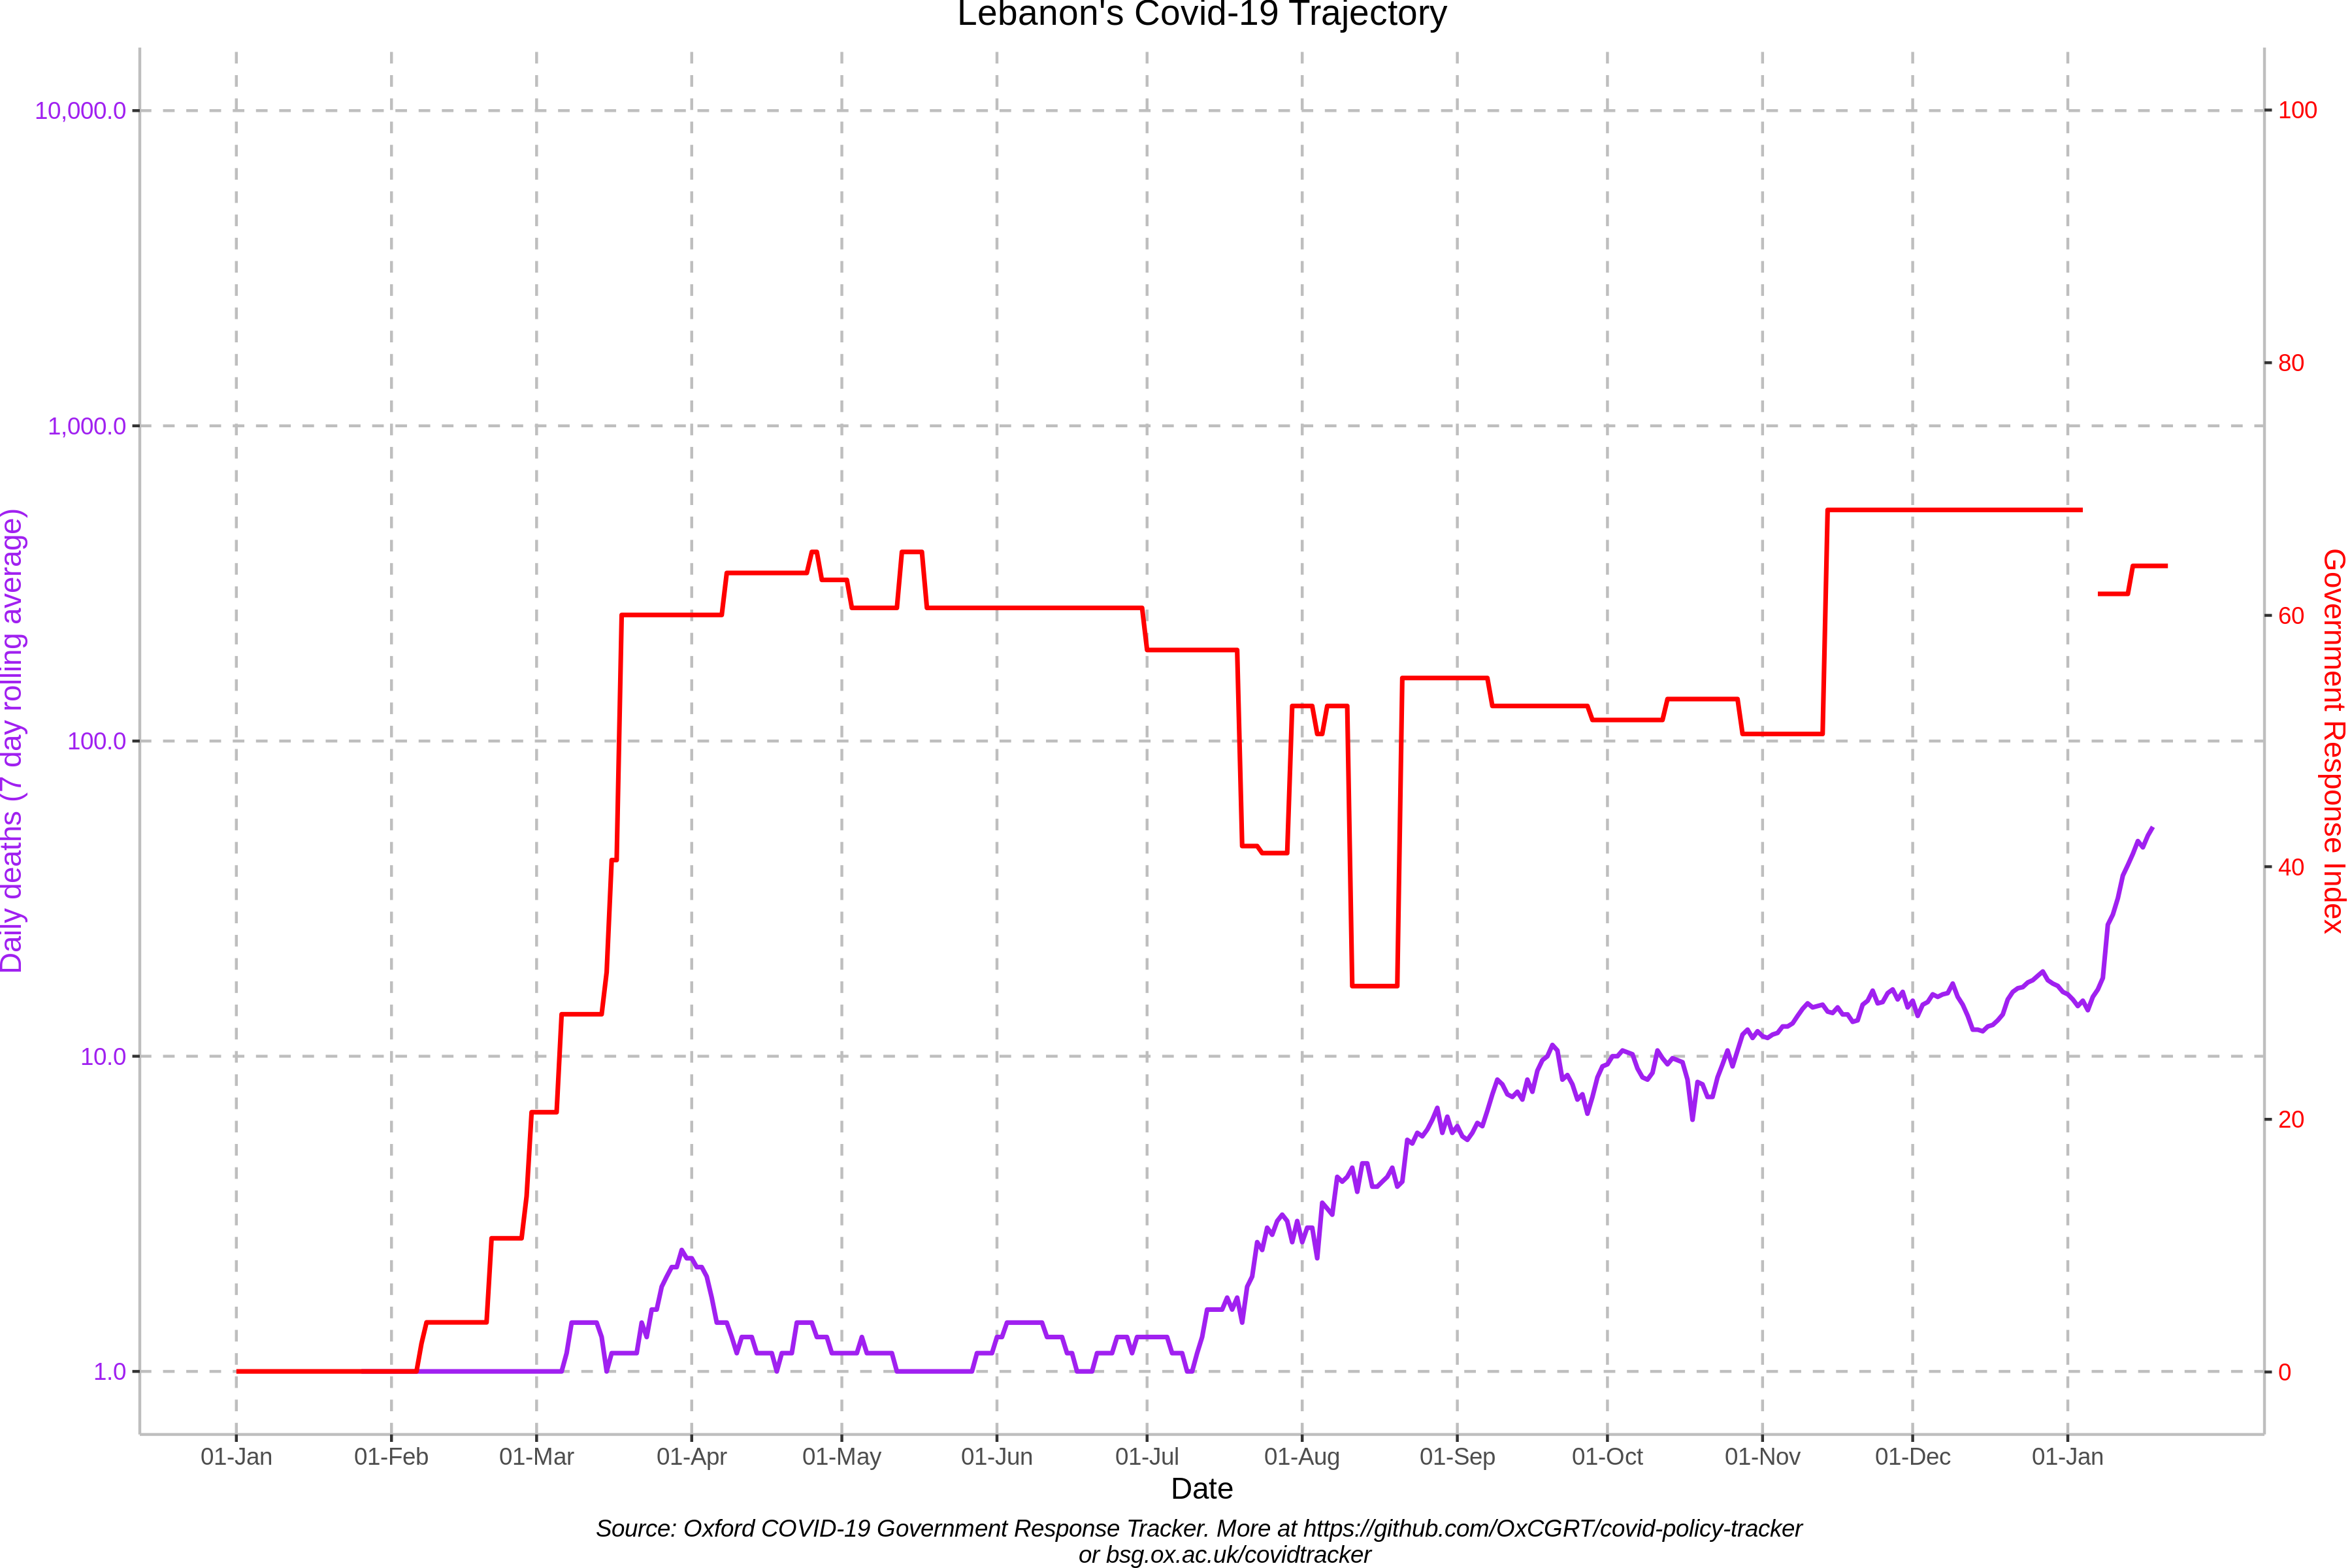 Lebanon's Covid-19 Trajectory
10,000.0
1,000.0
100.0
10.0
1.0
Daily deaths (7 day rolling average)
100
80
60
40
20
0
Government Response Index
01-Jan 01-Feb 01-Mar 01-Apr 01-May 01-Jun 01-Jul 01-Aug 01-Sep 01-Oct 01-Nov 01-Dec 01-Jan
Date
Source: Oxford COVID-19 Government Response Tracker. More at https://github.com/OxCGRT/covid-policy-tracker
or bsg.ox.ac.uk/covidtracker